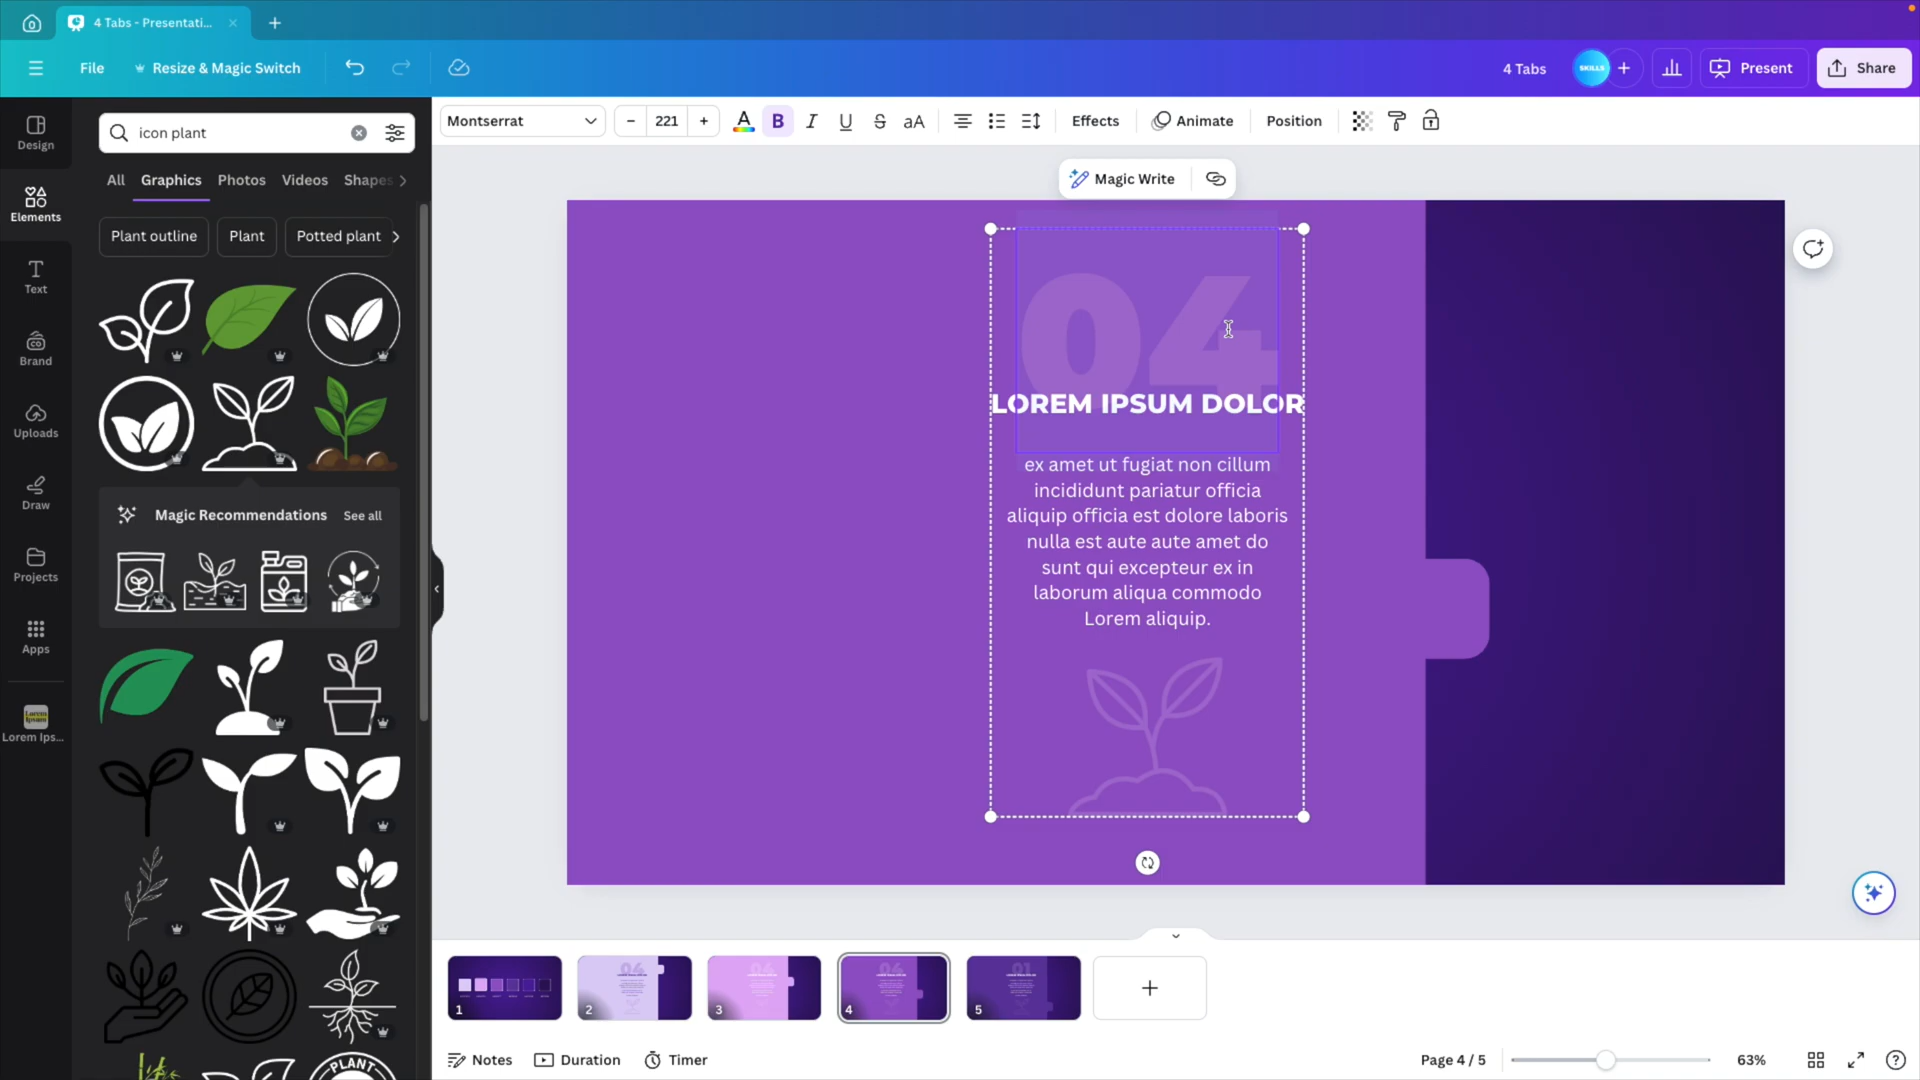 4 Tabs - Presentati...
File
Resize & Magic Switch
4 Tabs
SKILLS
Present
Share
Design
Elements
Text
Brand
Uploads
Draw
Projects
Apps
Lorem Ips...
icon plant
All
Graphics
Photos
Videos
Shapes
Plant outline
Plant
Potted plant
Magic Recommendations
See all
Montserrat
221
A
B
I
U
S
aA
Effects
Animate
Position
Magic Write
04
LOREM IPSUM DOLOR
ex amet ut fugiat non cillum
incididunt pariatur officia
aliquip officia est dolore laboris
nulla est aute aute amet do
sunt qui excepteur ex in
laborum aliqua commodo
Lorem aliquip.
1
2
3
4
5
Notes
Duration
Timer
Page 4 / 5
63%
PLANT